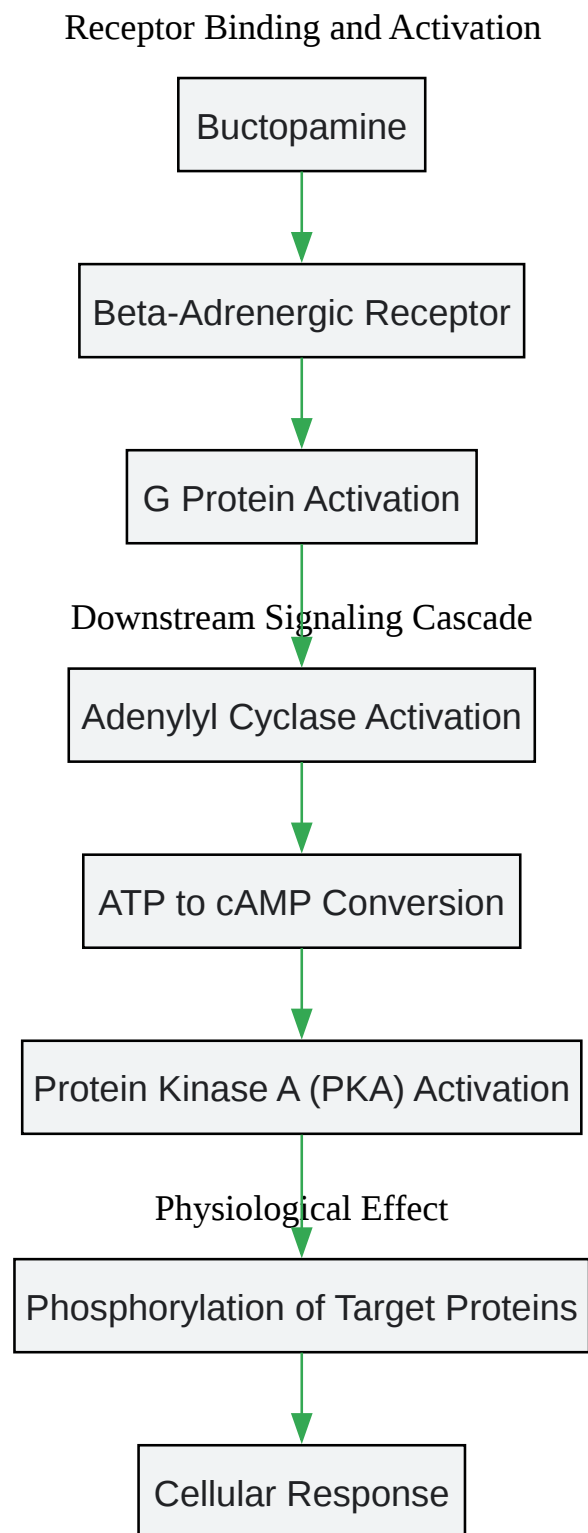 Receptor Binding and Activation
Buctopamine
Beta-Adrenergic Receptor
G Protein Activation
Downstream Signaling Cascade
Adenylyl Cyclase Activation
ATP to cAMP Conversion
Protein Kinase A (PKA) Activation
Physiological Effect
Phosphorylation of Target Proteins
Cellular Response